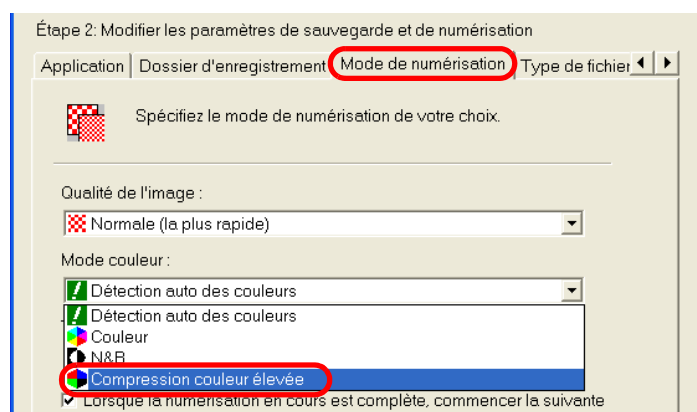 Étape 2: Modifier les paramètres de sauvegarde et de numérisation
Application Dossier d'enregistrement Mode de numérisation Type de fichier
Spécifiez le mode de numérisation de votre choix.
Qualité de l'image :
Normale (la plus rapide)
Mode couleur :
Détection auto des couleurs
Détection auto des couleurs
Couleur
N&B
Compression couleur élevée
Lorsque la numérisation en cours est complète, commencer la suivante